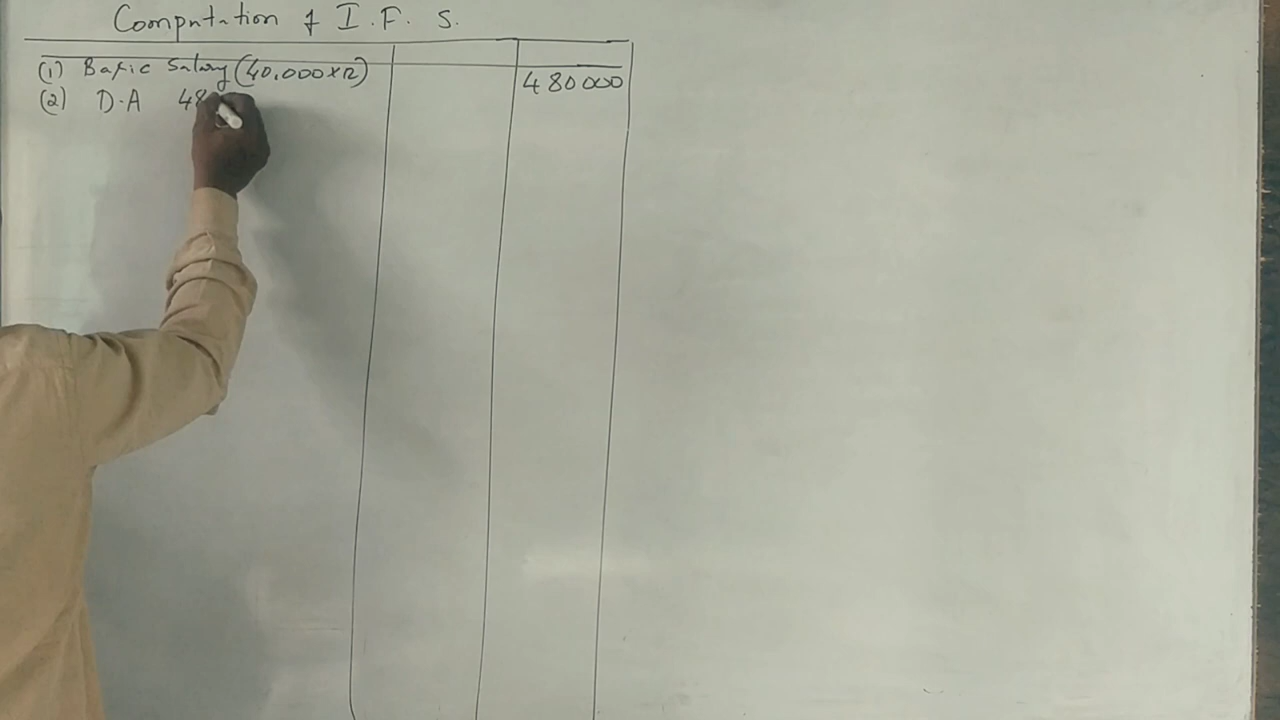 Computation of I.F. S.
(1) Basic Salary (40,000×12) 480000
(2) D.A 48